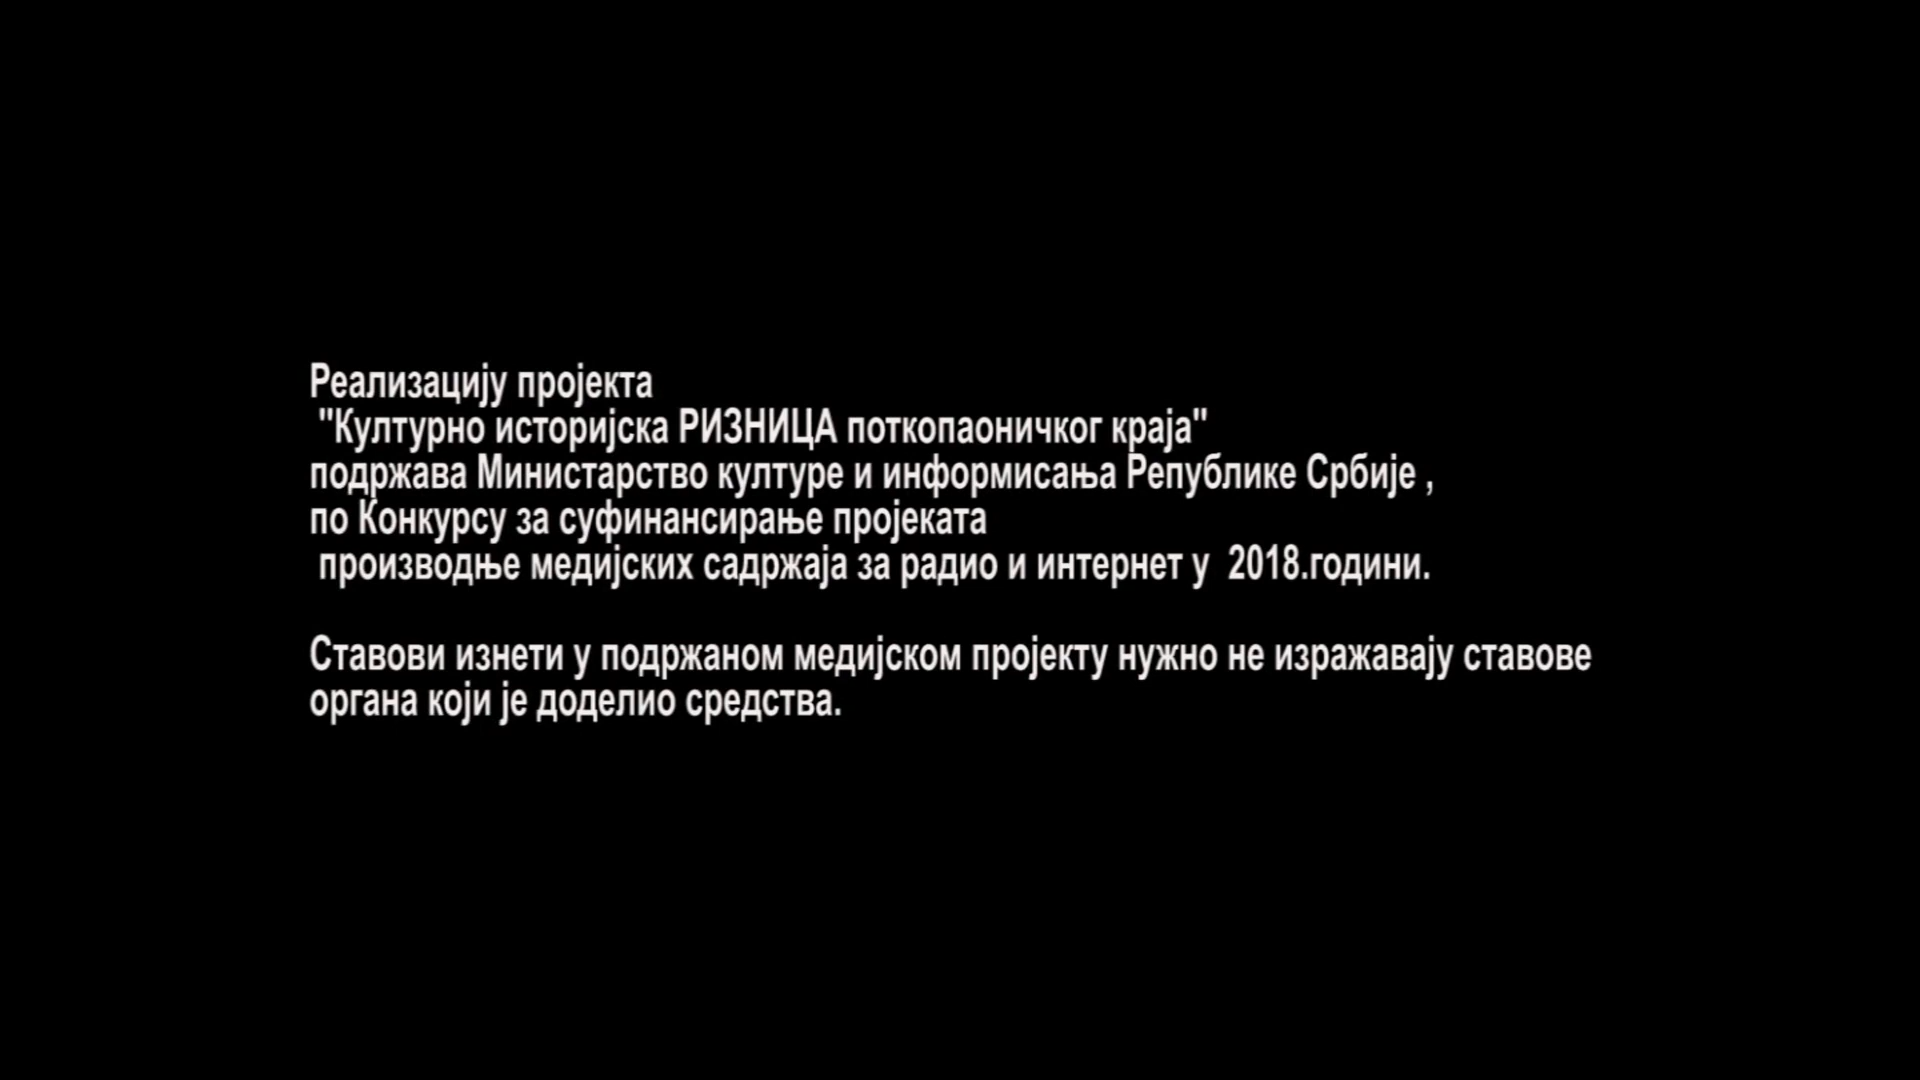 Реализацију пројекта
"Културно историјска РИЗНИЦА поткопаоничког краја"
подржава Министарство културе и информисања Републике Србије ,
по Конкурсу за суфинансирање пројеката
производње медијских садржаја за радио и интернет у 2018.години.
Ставови изнети у подржаном медијском пројекту нужно не изражавају ставове
органа који је доделио средства.